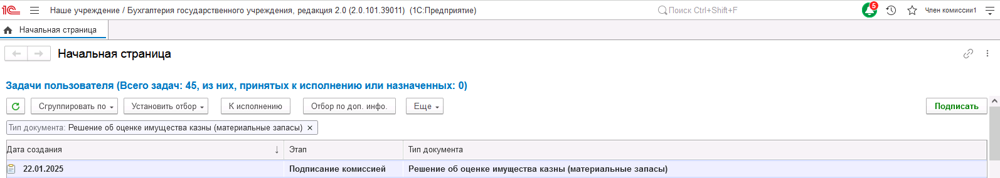 1С Наше учреждение / Бухгалтерия государственного учреждения, редакция 2.0 (2.0.101.39011) (1С:Предприятие) Поиск Ctrl+Shift+F 5 Член комиссии1
Начальная страница
Начальная страница
Задачи пользователя (Всего задач: 45, из них, принятых к исполнению или назначенных: 0)
Сгруппировать по Установить отбор К исполнению Отбор по доп. инфо. Еще Подписать
Тип документа: Решение об оценке имущества казны (материальные запасы) ×
Дата создания ↓ Этап Тип документа
22.01.2025 Подписание комиссией Решение об оценке имущества казны (материальные запасы)